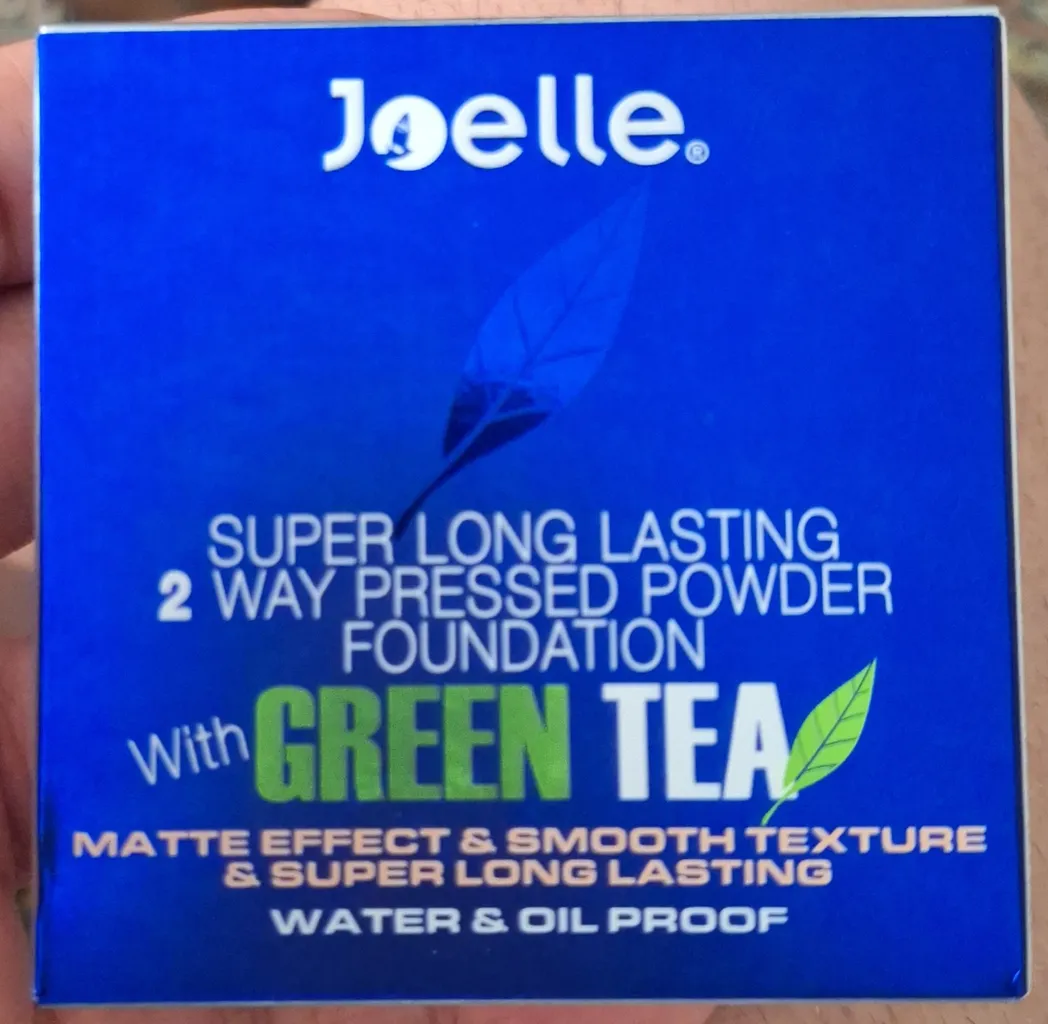 Joelle®
SUPER LONG LASTING
2 WAY PRESSED POWDER
FOUNDATION
With GREEN TEA
MATTE EFFECT & SMOOTH TEXTURE
& SUPER LONG LASTING
WATER & OIL PROOF